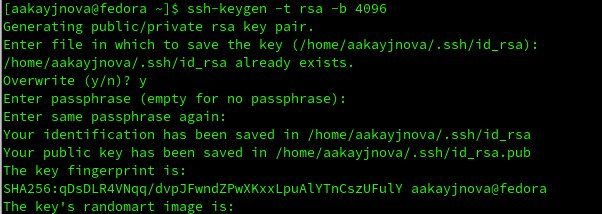 [aakayjnova@fedora ~]$ ssh-keygen -t rsa -b 4096
Generating public/private rsa key pair.
Enter file in which to save the key (/home/aakayjnova/.ssh/id_rsa):
/home/aakayjnova/.ssh/id_rsa already exists.
Overwrite (y/n)? y
Enter passphrase (empty for no passphrase):
Enter same passphrase again:
Your identification has been saved in /home/aakayjnova/.ssh/id_rsa
Your public key has been saved in /home/aakayjnova/.ssh/id_rsa.pub
The key fingerprint is:
SHA256:qDsDLR4VNqq/dvpJFwndZPwXKxxLpuAlYTnCszUFulY aakayjnova@fedora
The key's randomart image is: